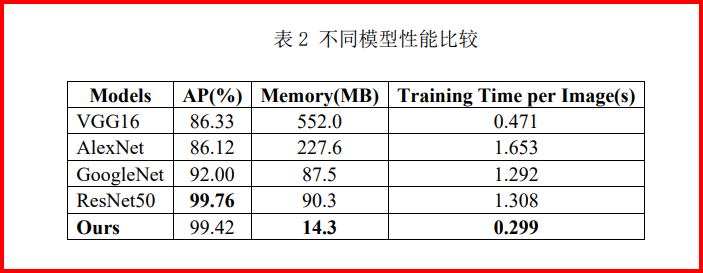 表 2 不同模型性能比较
Models AP(%) Memory(MB) Training Time per Image(s)
VGG16 86.33 552.0 0.471
AlexNet 86.12 227.6 1.653
GoogleNet 92.00 87.5 1.292
ResNet50 99.76 90.3 1.308
Ours 99.42 14.3 0.299